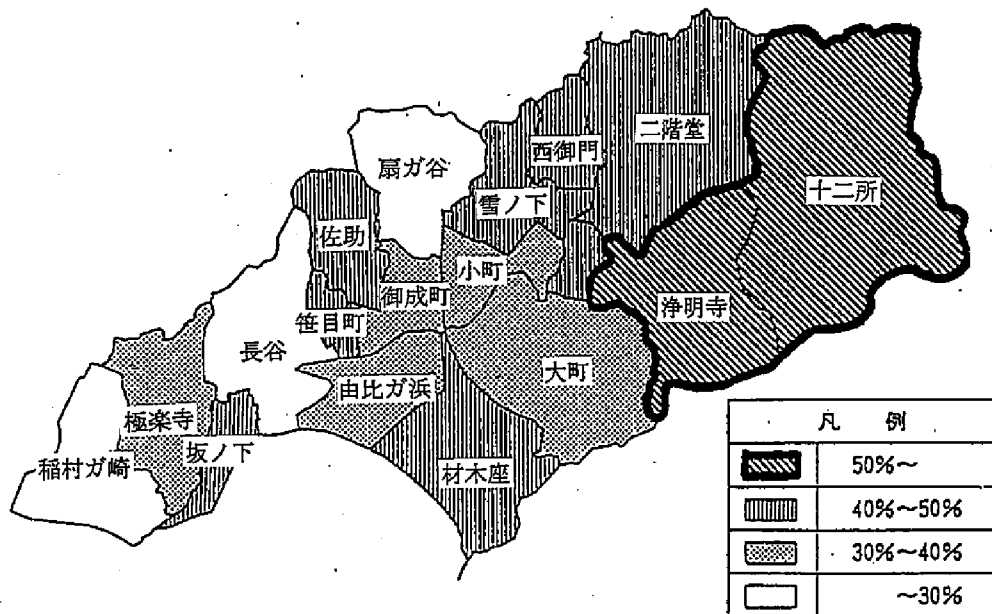 二階堂
西御門
扇ガ谷
十二所
雪ノ下
佐助
小町
御成町
浄明寺
笹目町
長谷
大町
由比ガ浜
極楽寺
坂ノ下
稲村ガ崎
材木座
凡 例
50%～
40%～50%
30%～40%
～30%